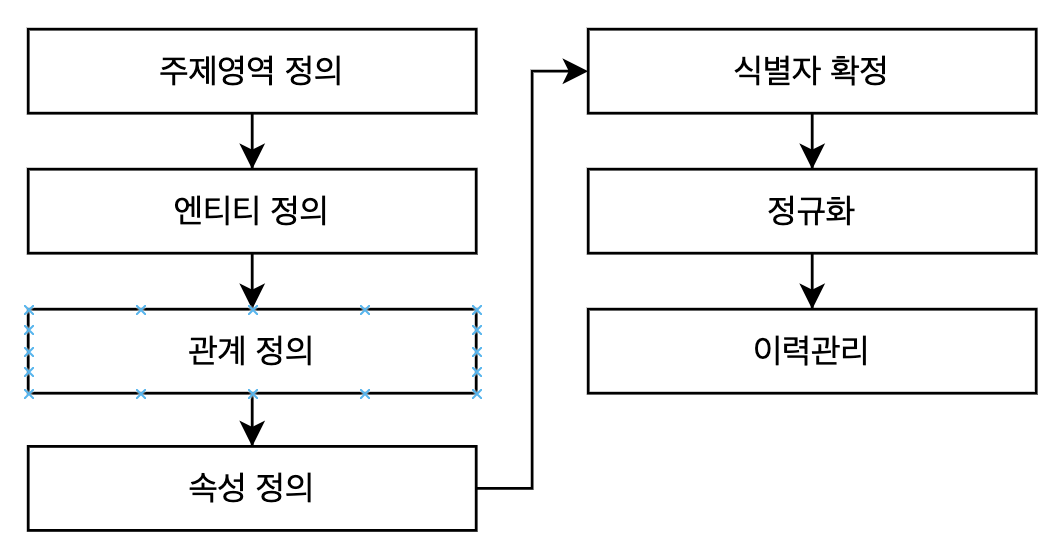 주제영역 정의
엔티티 정의
관계 정의
속성 정의
식별자 확정
정규화
이력관리